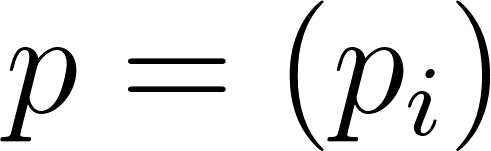 p = (p_i)